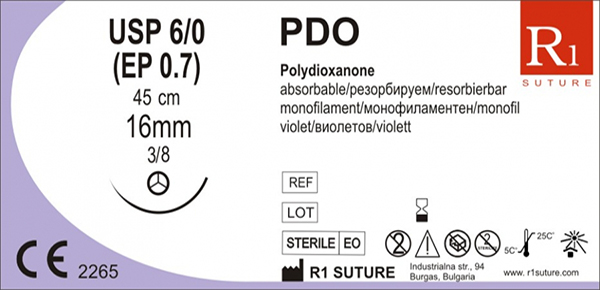 USP 6/0
(EP 0.7)
45 cm
16mm
3/8
PDO
Polydioxanone
absorbable/резорбируем/resorbierbar
monofilament/монофиламентен/monofil
violet/виолетов/violett
R1
SUTURE
REF
LOT
STERILE EO
2
2
5C°
25C°
CE 2265
R1 SUTURE
Industrialna str., 94
Burgas, Bulgaria
www. r1suture.com